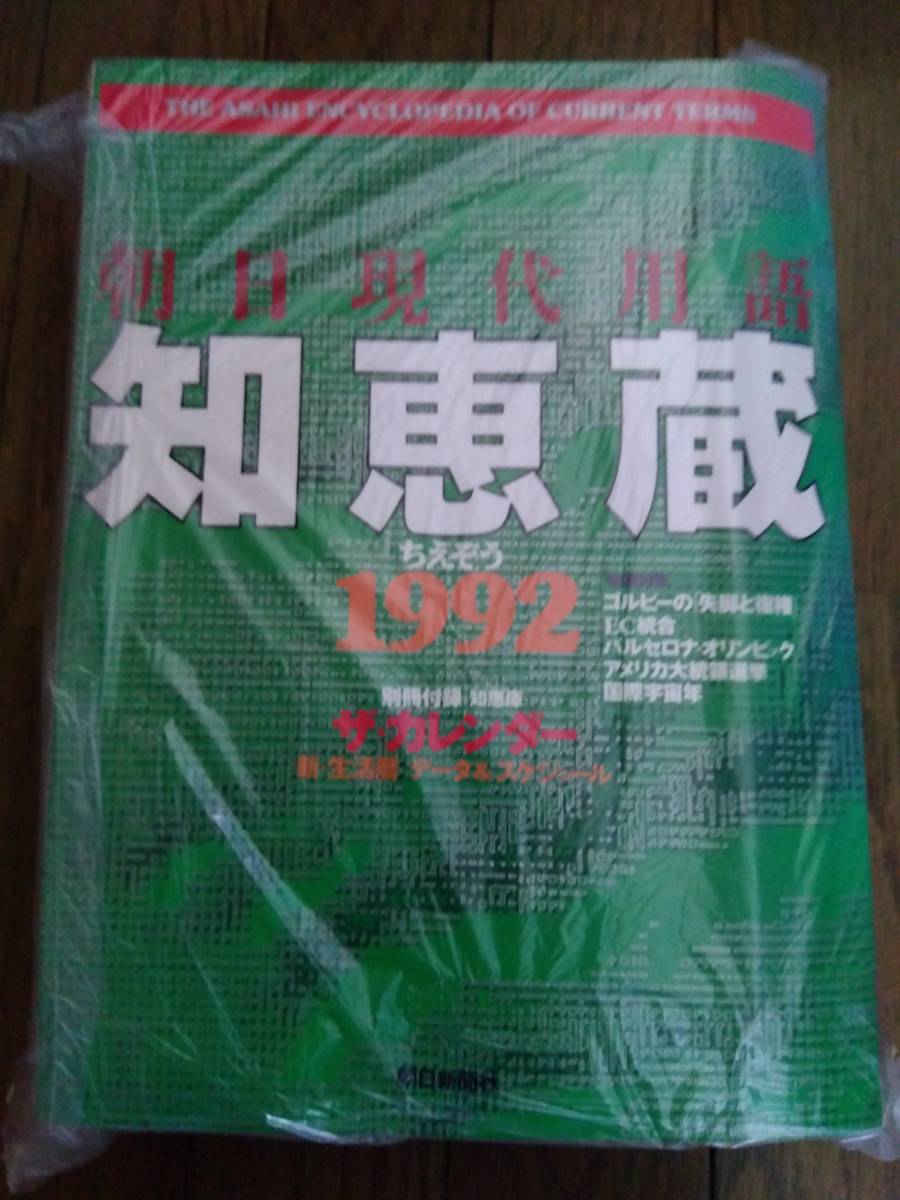 THE ASAHI ENCYCLOPEDIA OF CURRENT TERMS
朝日現代用語
知恵蔵
ちえぞう
1992
ゴルビーの「失脚と復権」
EC統合
バルセロナ・オリンピック
アメリカ大統領選挙
国際宇宙年
別冊付録 知恵蔵
ザ・カレンダー
新・生活暦 データ&スケジュール
朝日新聞社